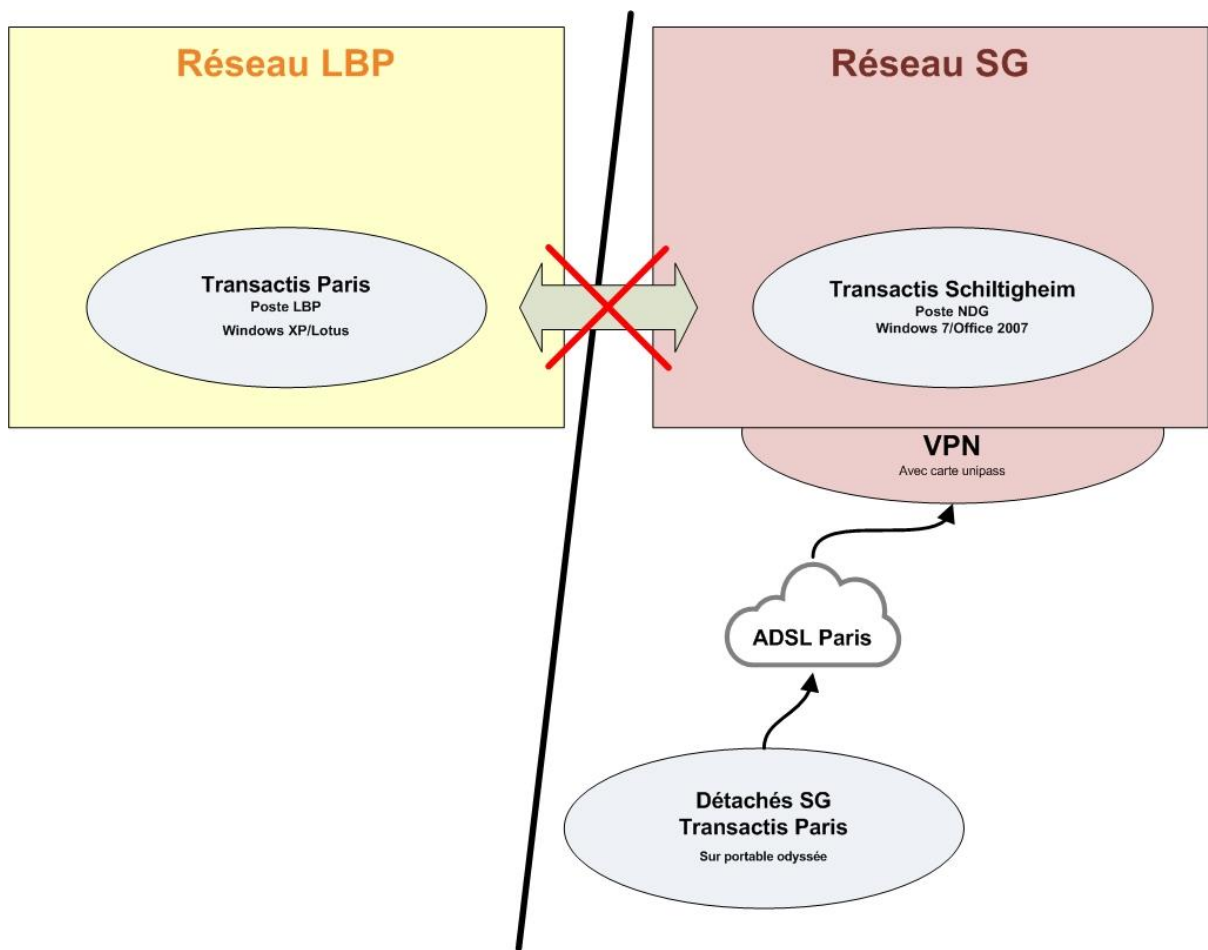 Réseau LBP
Réseau SG
Transactis Paris
Poste LBP
Windows XP/Lotus
Transactis Schiltigheim
Poste NDG
Windows 7/Office 2007
VPN
Avec carte unipass
ADSL Paris
Détachés SG
Transactis Paris
Sur portable odyssée